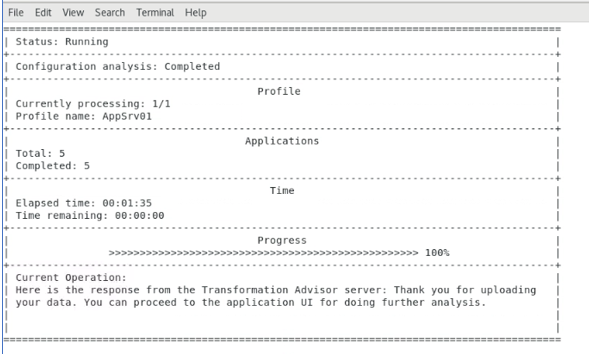 File Edit View Search Terminal Help
Status: Running
Configuration analysis: Completed
Profile
Currently processing: 1/1
Profile name: AppSrv01
Applications
Total: 5
Completed: 5
Time
Elapsed time: 00:01:35
Time remaining: 00:00:00
Progress
>>>>>>>>>>>>>>>>>>>>>>>>>>>>>>>>>>>>>>>>>>>>>>>>>> 100%
Current Operation:
Here is the response from the Transformation Advisor server: Thank you for uploading
your data. You can proceed to the application UI for doing further analysis.